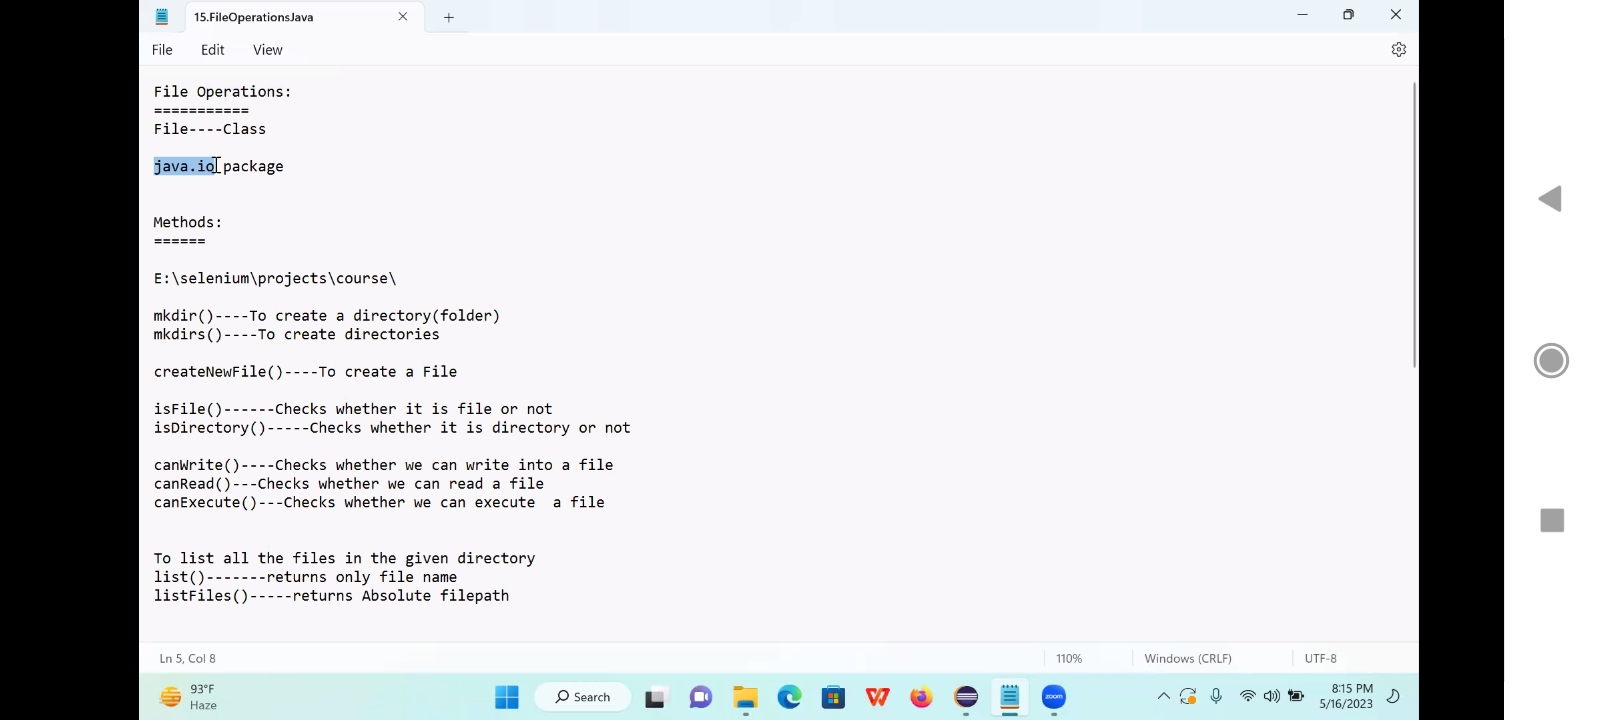 15.FileOperationsJava
File Edit View
File Operations:
===========
File----Class
java.io package
Methods:
======
E:\selenium\projects\course\
mkdir()----To create a directory(folder)
mkdirs()----To create directories
createNewFile()----To create a File
isFile()------Checks whether it is file or not
isDirectory()-----Checks whether it is directory or not
canWrite()----Checks whether we can write into a file
canRead()---Checks whether we can read a file
canExecute()---Checks whether we can execute  a file
To list all the files in the given directory
list()-------returns only file name
listFiles()-----returns Absolute filepath
Ln 5, Col 8 110% Windows (CRLF) UTF-8
93°F
Haze
Search
zoom
8:15 PM
5/16/2023